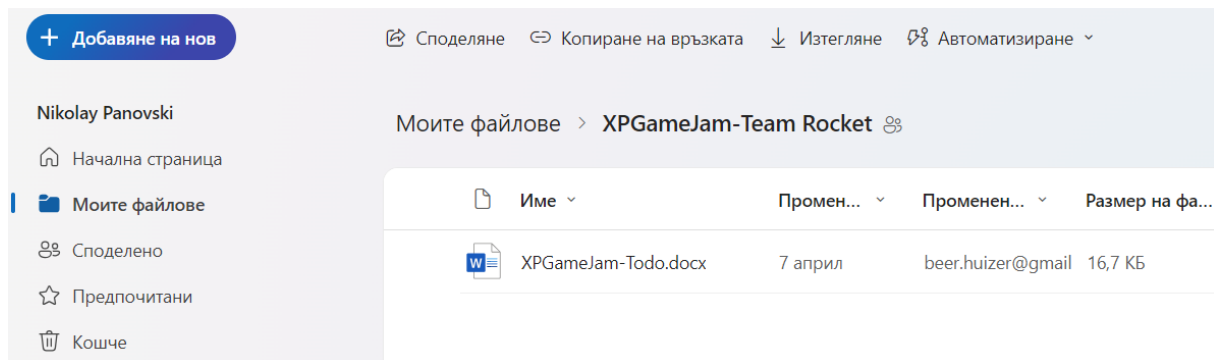 Добавяне на нов
Споделяне Копиране на връзката Изтегляне Автоматизиране
Nikolay Panovski
Моите файлове > XPGameJam-Team Rocket
Начална страница
Моите файлове
Име Промен... Променен... Размер на фа...
Споделено
W XPGameJam-Todo.docx 7 април beer.huizer@gmail 16,7 КБ
Предпочитани
Кошче